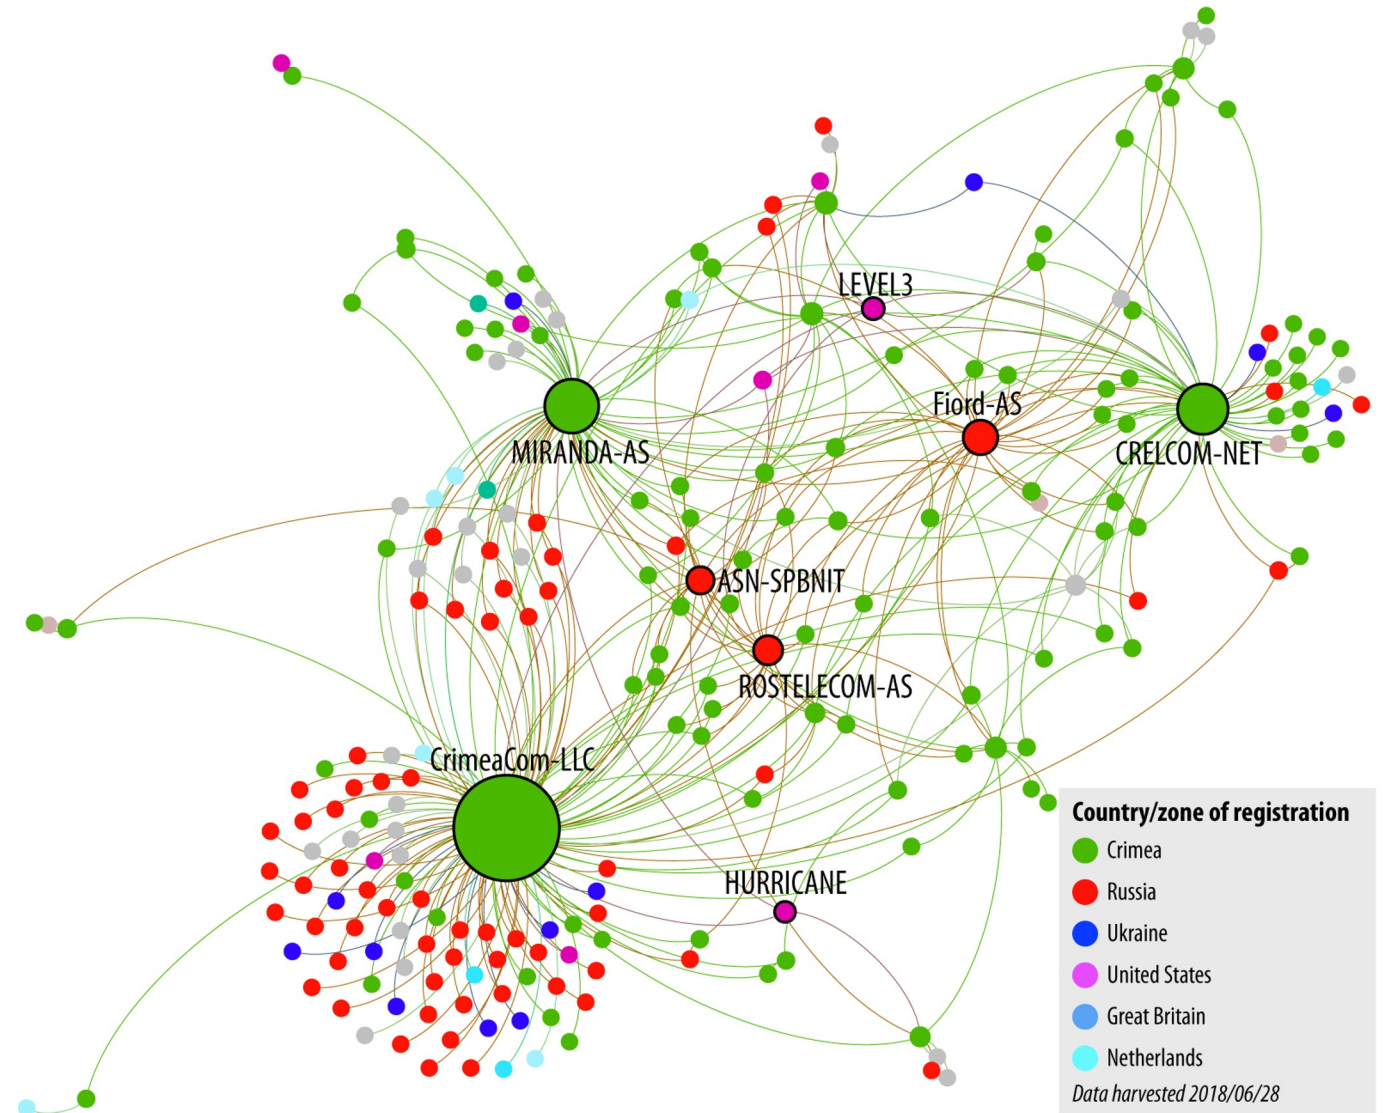 LEVEL3
Fiord-AS
MIRANDA-AS
CRELCOM-NET
ASN-SPBNIT
ROSTELECOM-AS
CrimeaCom-LLC
HURRICANE
Country/zone of registration
Crimea
Russia
Ukraine
United States
Great Britain
Netherlands
Data harvested 2018/06/28